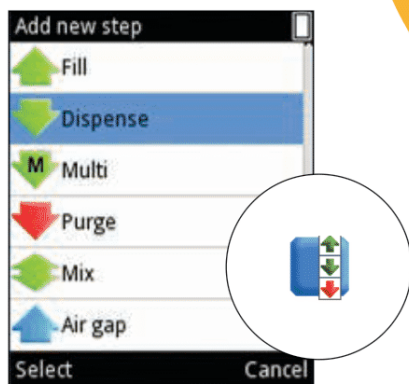 Add new step
Fill
Dispense
M Multi
Purge
Mix
Air gap
Select Cancel